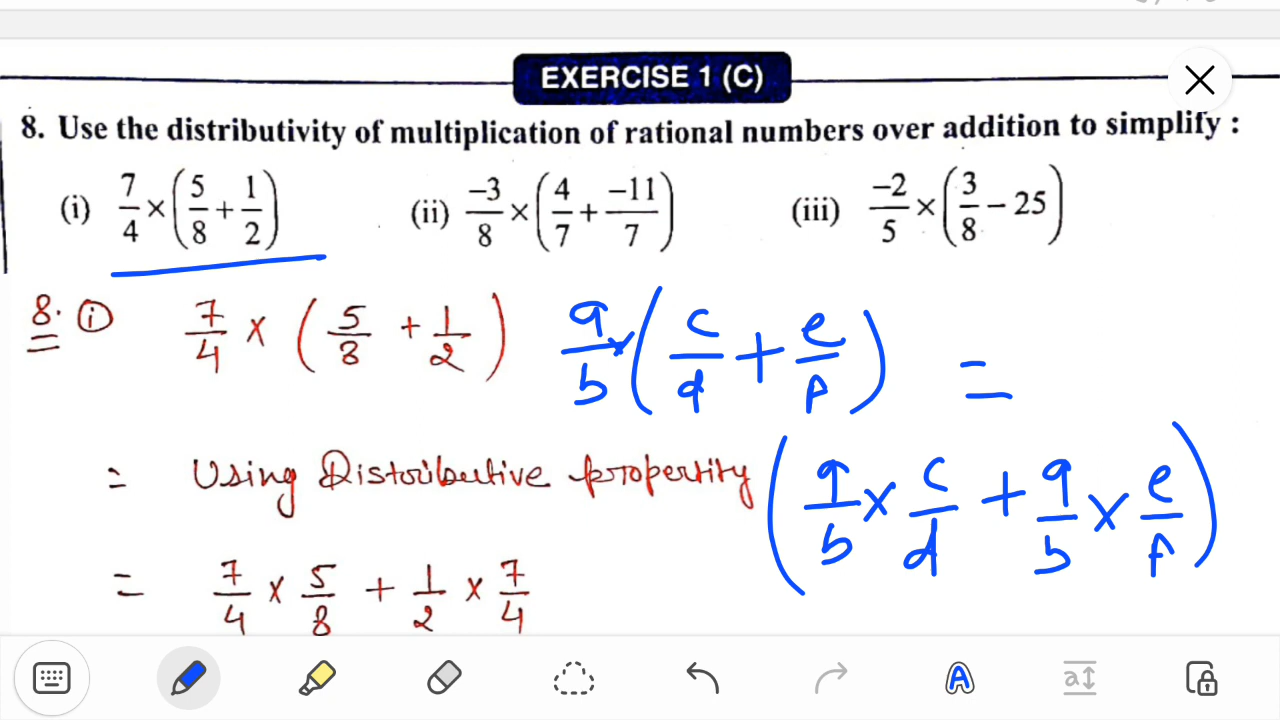 EXERCISE 1 (C)
8. Use the distributivity of multiplication of rational numbers over addition to simplify :
(i) 7/4 × (5/8 + 1/2) (ii) -3/8 × (4/7 + -11/7) (iii) -2/5 × (3/8 - 25)
8. (i) 7/4 × (5/8 + 1/2) a/b × (c/d + e/f) =
= Using Distributive propertity (a/b × c/d + a/b × e/f)
= 7/4 × 5/8 + 1/2 × 7/4
A a